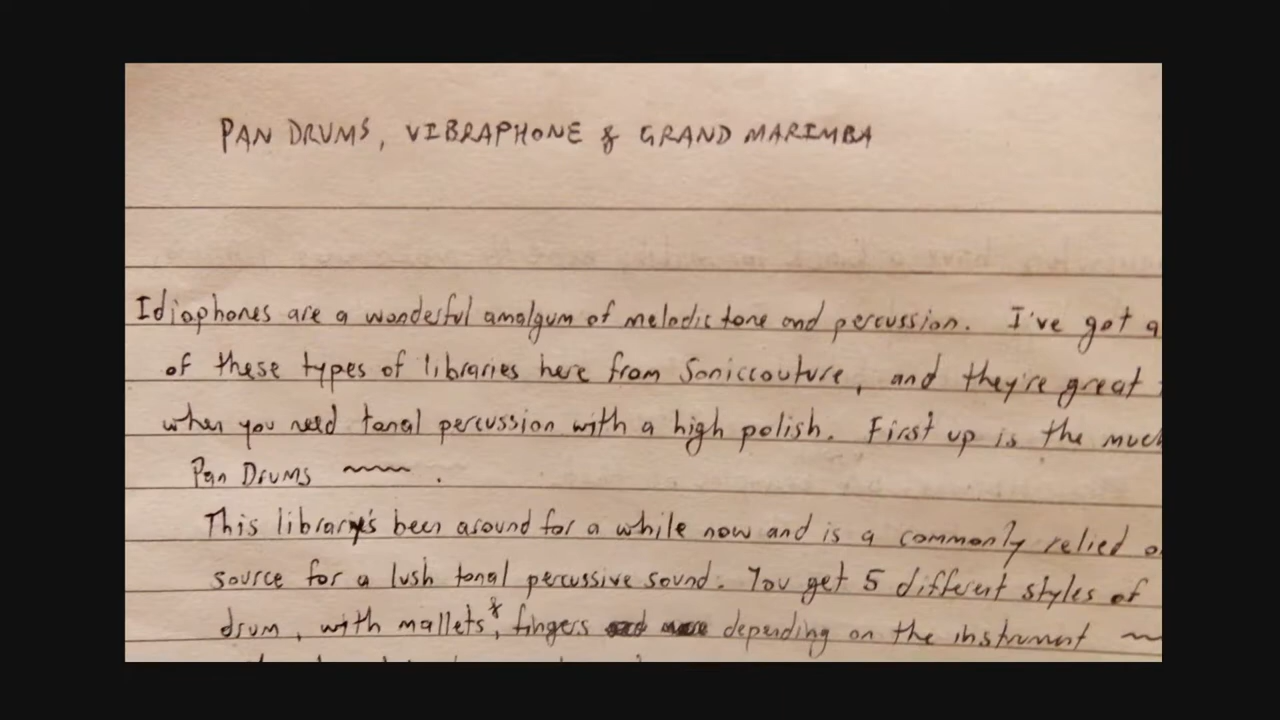 PAN DRUMS, VIBRAPHONE & GRAND MARIMBA
Idiophones are a wonderful amalgum of melodic tone and percussion. I've got a
of these types of libraries here from Soniccouture, and they're great
when you need tonal percussion with a high polish. First up is the much
Pan Drums ~~~ .
This library's been around for a while now and is a commonly relied o
source for a lush tonal percussive sound. You get 5 different styles of
drum, with mallets & fingers depending on the instrument ~